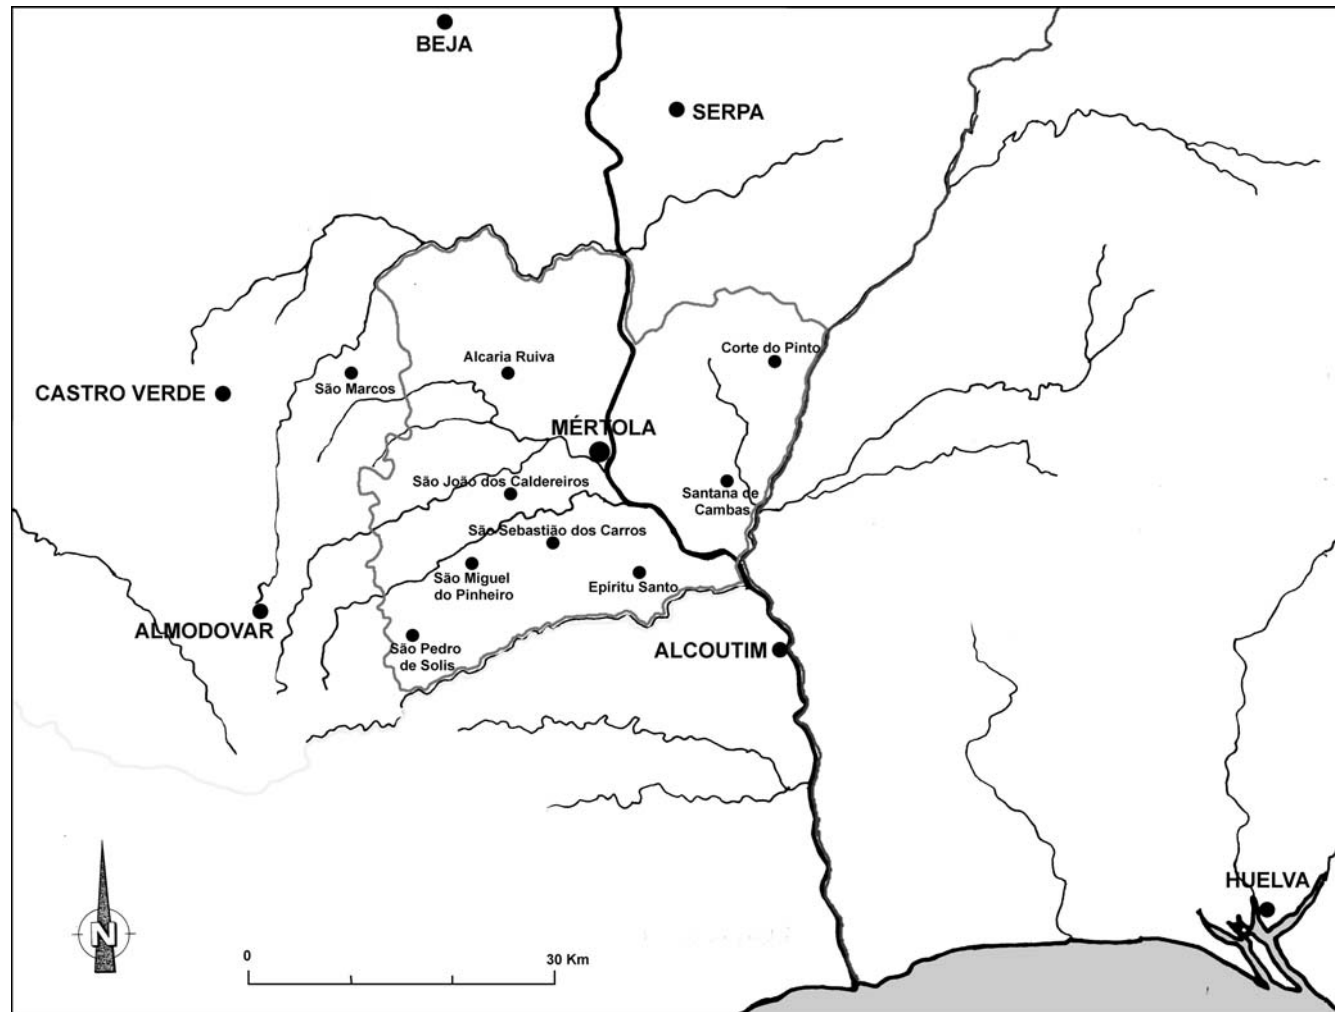 BEJA
SERPA
Corte do Pinto
Alcaria Ruiva
São Marcos
CASTRO VERDE
MÉRTOLA
São João dos Caldereiros
Santana de
Cambas
São Sebastião dos Carros
São Miguel
do Pinheiro
Epiritu Santo
ALMODOVAR
São Pedro
de Solis
ALCOUTIM
HUELVA
N
0
30 Km